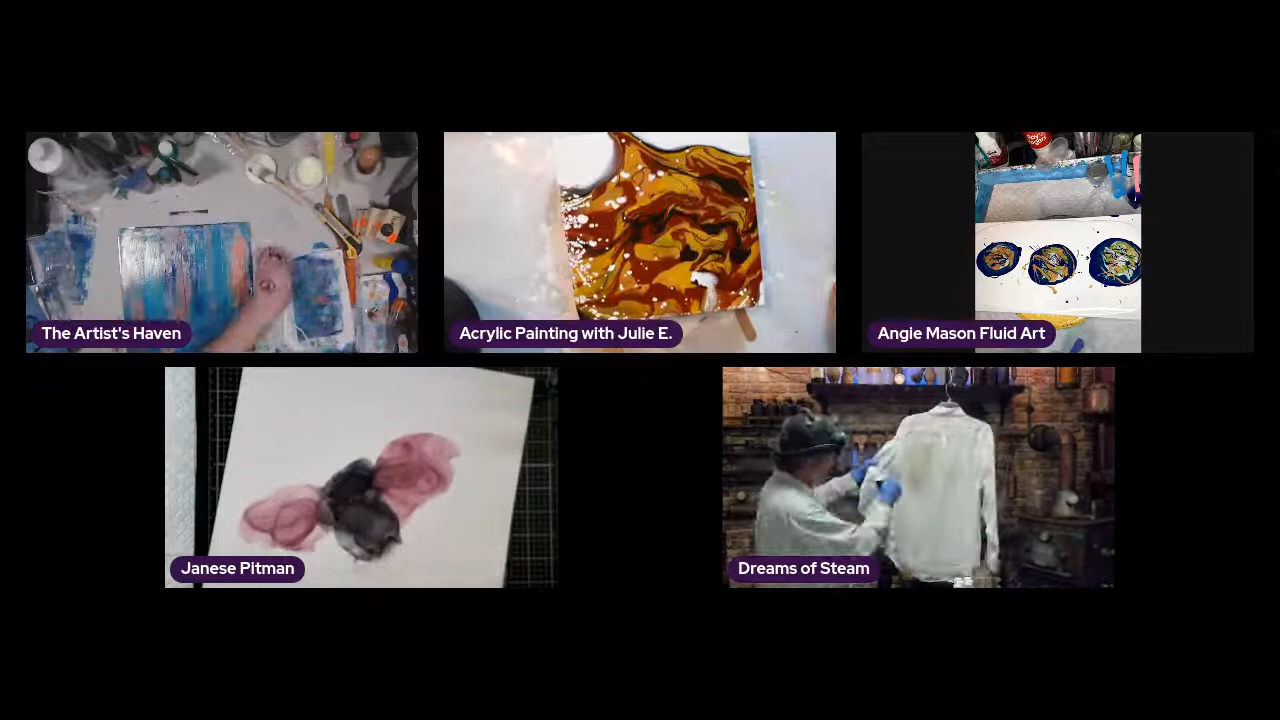 The Artist's Haven
Acrylic Painting with Julie E.
Angie Mason Fluid Art
Janese Pitman
Dreams of Steam